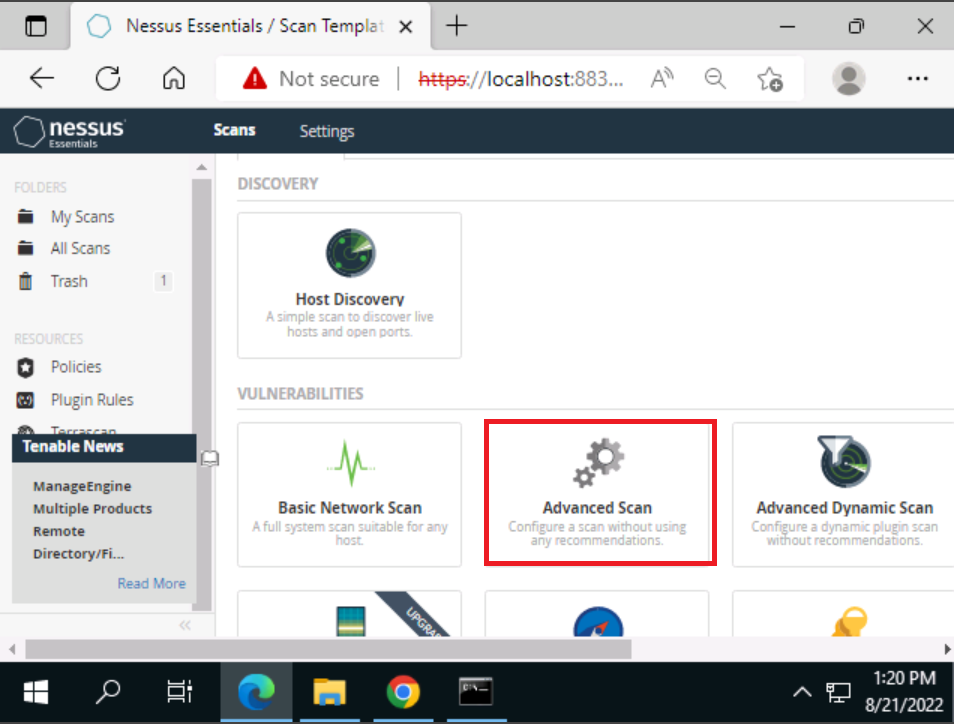 Nessus Essentials / Scan Templat
Not secure
https://localhost:883...
nessus
Essentials
Scans
Settings
FOLDERS
My Scans
All Scans
Trash
1
RESOURCES
Policies
Plugin Rules
Terrascan
Tenable News
ManageEngine
Multiple Products
Remote
Directory/Fi...
Read More
DISCOVERY
Host Discovery
A simple scan to discover live
hosts and open ports.
VULNERABILITIES
Basic Network Scan
A full system scan suitable for any
host.
Advanced Scan
Configure a scan without using
any recommendations.
Advanced Dynamic Scan
Configure a dynamic plugin scan
without recommendations.
UPGRA
1:20 PM
8/21/2022